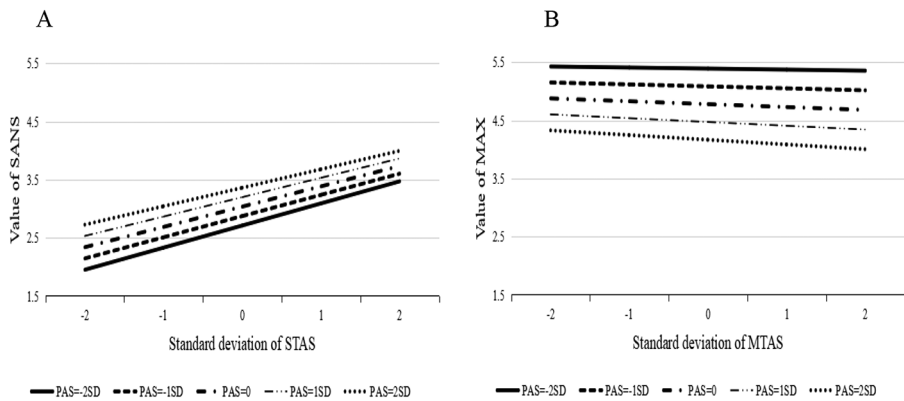 A
5.5
4.5
3.5
2.5
1.5
Value of SANS
-2 -1 0 1 2
Standard deviation of STAS
PAS=-2SD PAS=-1SD PAS=0 PAS=1SD PAS=2SD
B
5.5
4.5
3.5
2.5
1.5
Value of MAX
-2 -1 0 1 2
Standard deviation of MTAS
PAS=-2SD PAS=-1SD PAS=0 PAS=1SD PAS=2SD